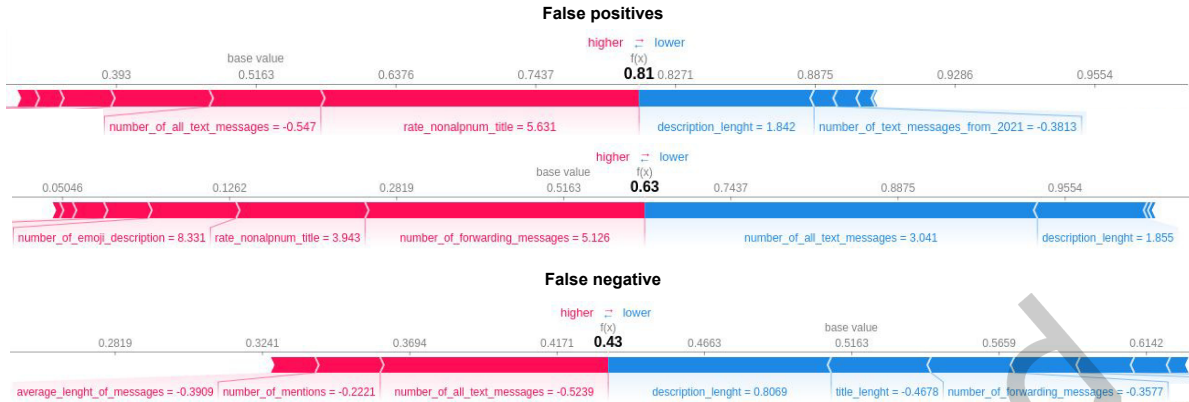 False positives
higher ⇄ lower
base value f(x)
0.393 0.5163 0.6376 0.7437 0.81 0.8271 0.8875 0.9286 0.9554
number_of_all_text_messages = -0.547 rate_nonalpnum_title = 5.631 description_lenght = 1.842 number_of_text_messages_from_2021 = -0.3813
higher ⇄ lower
base value f(x)
0.05046 0.1262 0.2819 0.5163 0.63 0.7437 0.8875 0.9554
number_of_emoji_description = 8.331 rate_nonalpnum_title = 3.943 number_of_forwarding_messages = 5.126 number_of_all_text_messages = 3.041 description_lenght = 1.855
False negative
higher ⇄ lower
f(x) base value
0.2819 0.3241 0.3694 0.4171 0.43 0.4663 0.5163 0.5659 0.6142
average_lenght_of_messages = -0.3909 number_of_mentions = -0.2221 number_of_all_text_messages = -0.5239 description_lenght = 0.8069 title_lenght = -0.4678 number_of_forwarding_messages = -0.3577